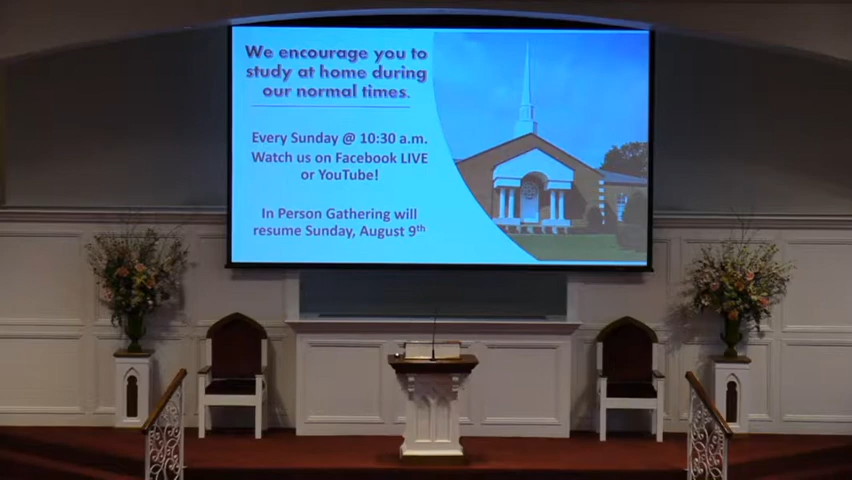 We encourage you to
study at home during
our normal times.
Every Sunday @ 10:30 a.m.
Watch us on Facebook LIVE
or YouTube!
In Person Gathering will
resume Sunday, August 9th